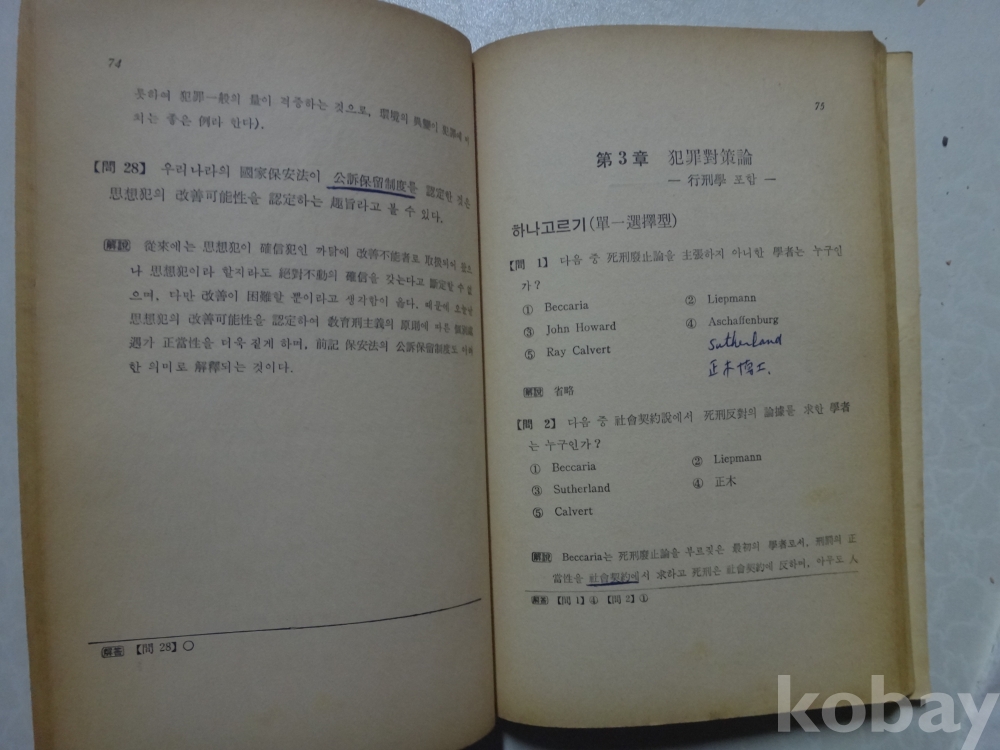 74
못하여 犯罪一般의 量이 적중하는 것으로, 環境의 異變이 犯罪에 미
치는 좋은 例라 한다).
【問 28】 우리나라의 國家保安法이 公訴保留制度를 認定한 것은
思想犯의 改善可能性을 認定하는 趣旨라고 볼 수 있다.
解說 從來에는 思想犯이 確信犯인 까닭에 改善不能者로 取扱되어 왔으
나 思想犯이라 할지라도 絕對不動의 確信을 갖는다고 斷定할 수 없
으며, 다만 改善이 困難할 뿐이라고 생각함이 옳다. 때문에 오늘날
思想犯의 改善可能性을 認定하여 敎育刑主義의 原則에 따른
遇가 正當性을 더욱 짙게 하며, 前記 保安法의 公訴保留制度도 이러
한 의미로 解釋되는 것이다.
解答 【問 28】○
75
第3章 犯罪對策論
— 行刑學 포함 —
하나고르기(單一選擇型)
【問 1】 다음 중 死刑廢止論을 主張하지 아니한 學者는 누구인
가?
① Beccaria ② Liepmann
③ John Howard ④ Aschaffenburg
⑤ Ray Calvert
Sutherland
正木博士.
解說 省略
【問 2】 다음 중 社會契約說에서 死刑反對의 論據를 求한 學者
는 누구인가?
① Beccaria ② Liepmann
③ Sutherland ④ 正木
⑤ Calvert
解說 Beccaria는 死刑廢止論을 부르짖은 最初의 學者로서, 刑罰의 正
當性을 社會契約에서 求하고 死刑은 社會契約에 反하며, 아무도 人
解答 【問 1】④ 【問 2】①
kobay